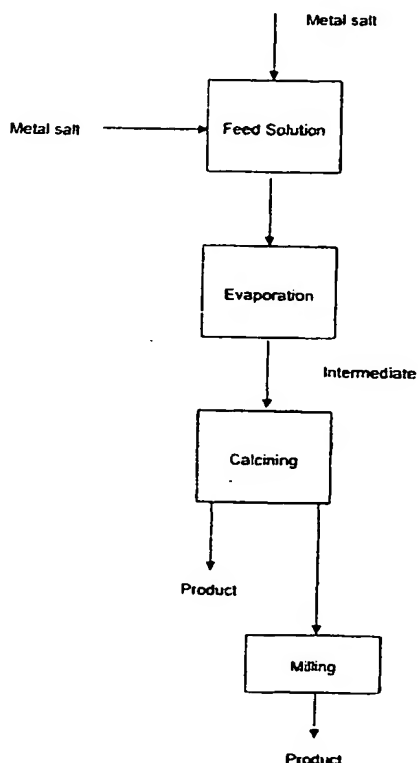 Metal salt
Metal salt
Feed Solution
Evaporation
Intermediate
Calcining
Product
Milling
Product